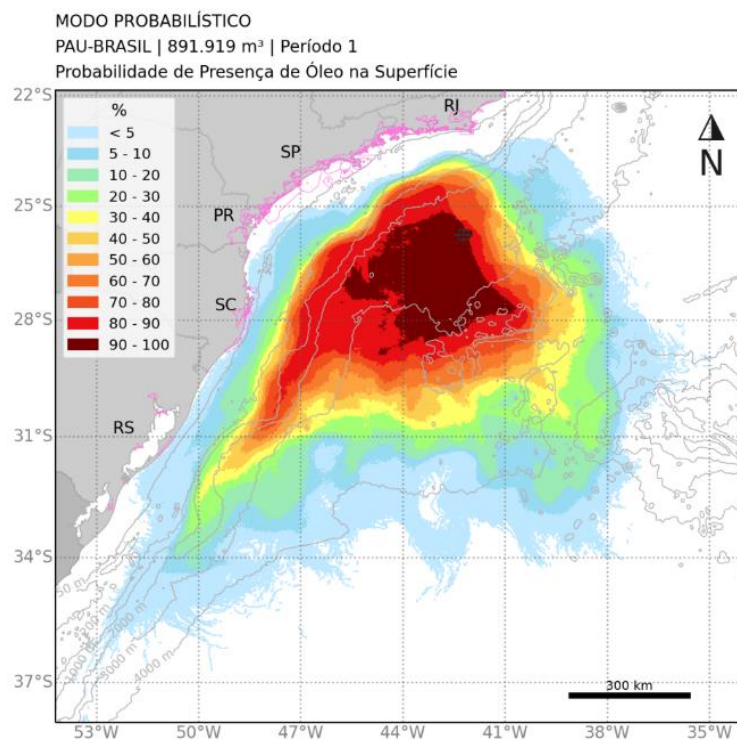 MODO PROBABILÍSTICO
PAU-BRASIL | 891.919 m³ | Período 1
Probabilidade de Presença de Óleo na Superfície
22°S
25°S
28°S
31°S
34°S
37°S
%
< 5
5 - 10
10 - 20
20 - 30
30 - 40
40 - 50
50 - 60
60 - 70
70 - 80
80 - 90
90 - 100
RJ
SP
PR
SC
RS
N
50 m
3000 m
4000 m
300 km
53°W
50°W
47°W
44°W
41°W
38°W
35°W